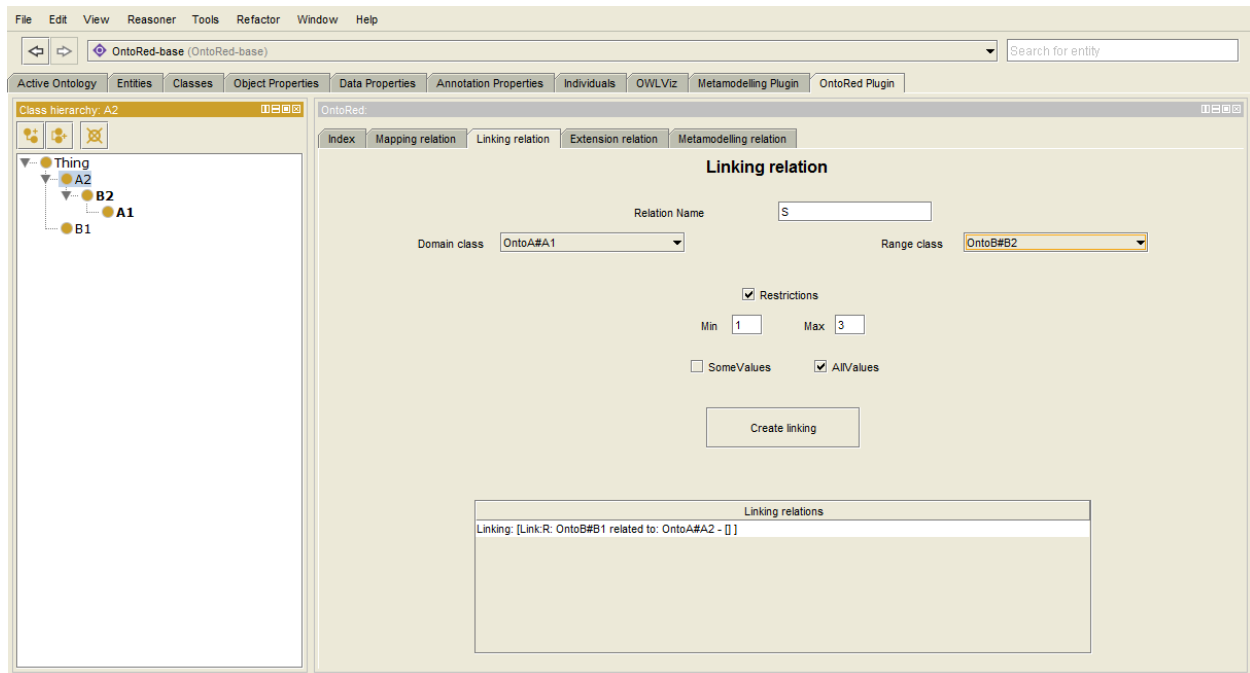 File Edit View Reasoner Tools Refactor Window Help
OntoRed-base (OntoRed-base) Search for entity
Active Ontology Entities Classes Object Properties Data Properties Annotation Properties Individuals OWLViz Metamodelling Plugin OntoRed Plugin
Class hierarchy: A2
Thing
A2
B2
A1
B1
OntoRed:
Index Mapping relation Linking relation Extension relation Metamodelling relation
Linking relation
Relation Name S
Domain class OntoA#A1 Range class OntoB#B2
Restrictions
Min 1 Max 3
SomeValues AllValues
Create linking
Linking relations
Linking: [Link:R: OntoB#B1 related to: OntoA#A2 - [] ]